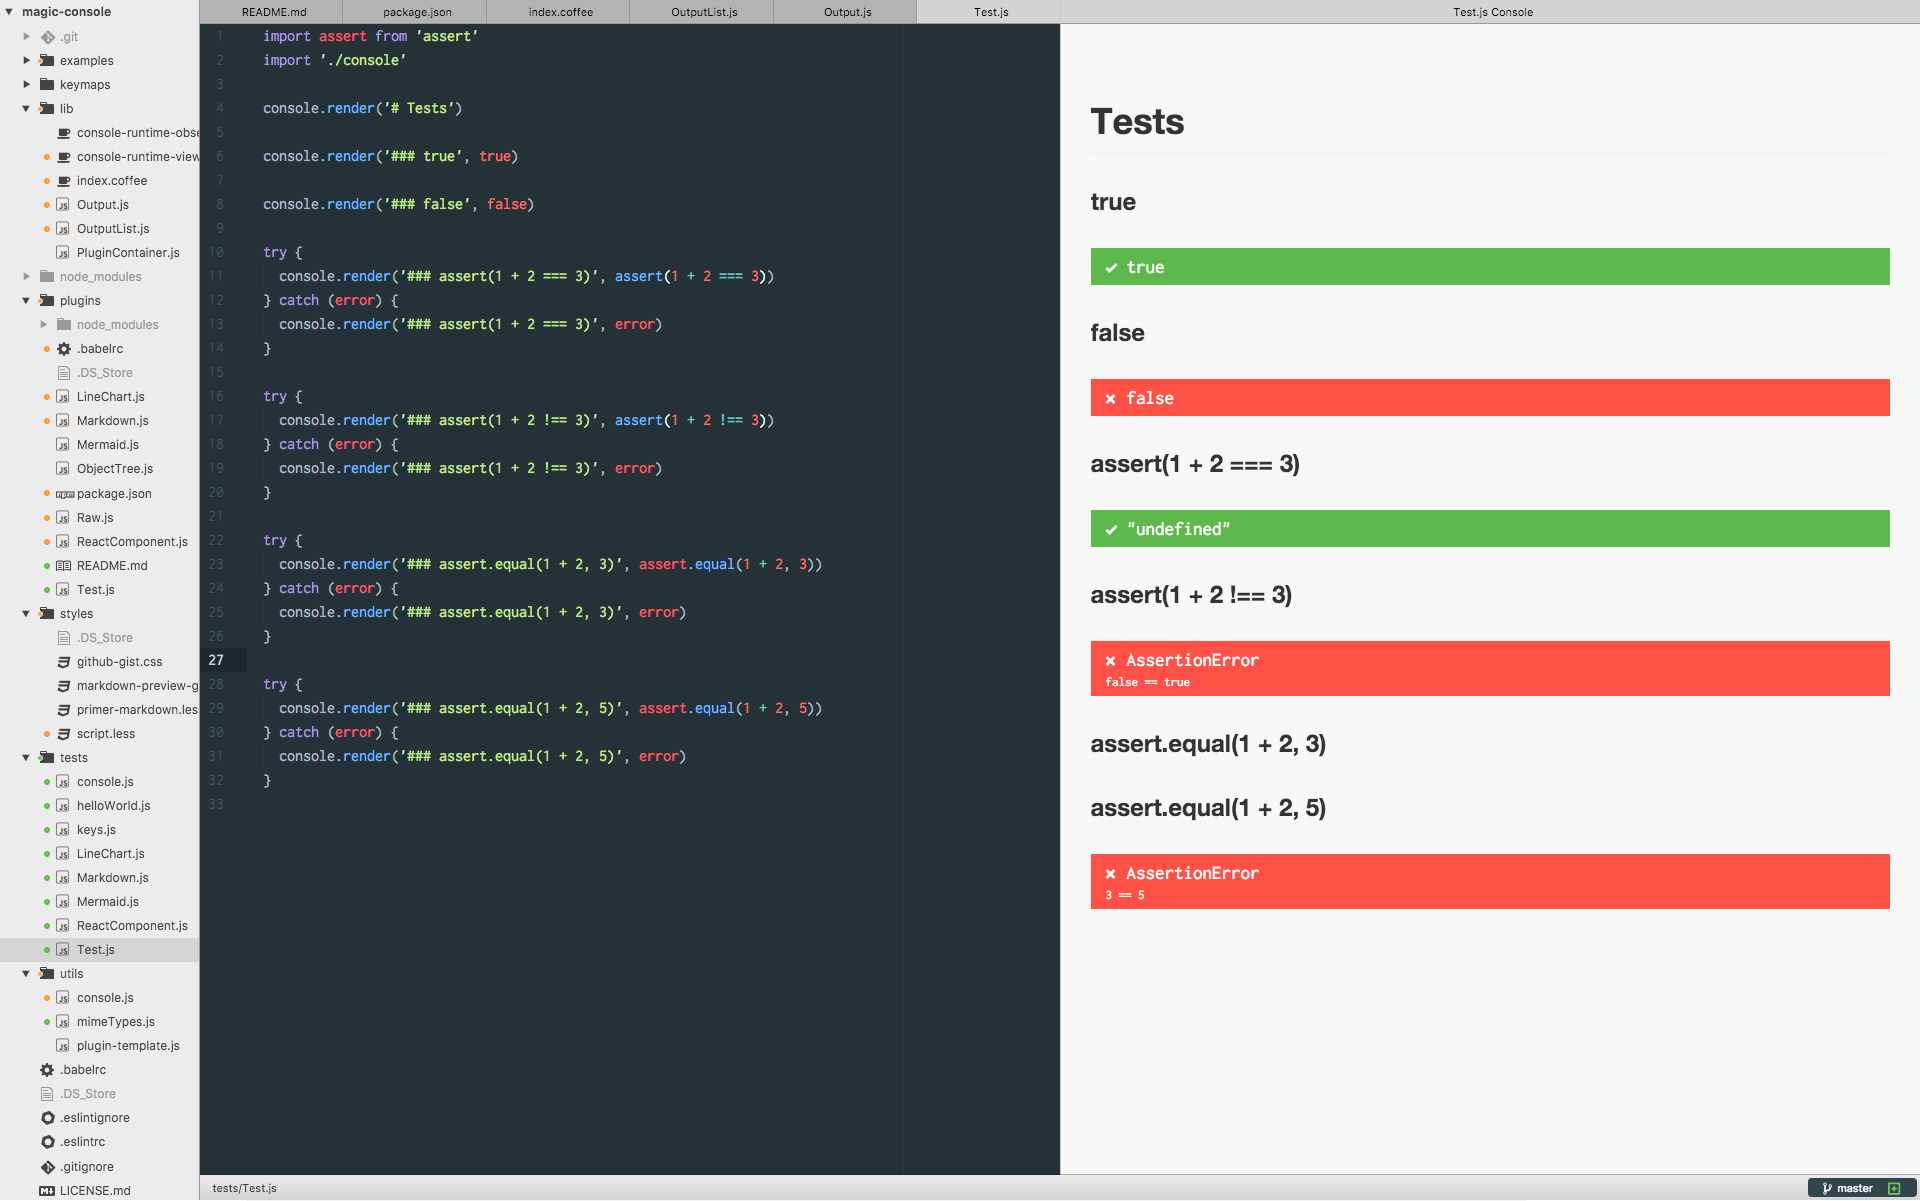 magic-console
.git
examples
keymaps
lib
console-runtime-obse
console-runtime-view
index.coffee
Output.js
OutputList.js
PluginContainer.js
node_modules
plugins
node_modules
.babelrc
.DS_Store
LineChart.js
Markdown.js
Mermaid.js
ObjectTree.js
package.json
Raw.js
ReactComponent.js
README.md
Test.js
styles
.DS_Store
github-gist.css
markdown-preview-g
primer-markdown.les
script.less
tests
console.js
helloWorld.js
keys.js
LineChart.js
Markdown.js
Mermaid.js
ReactComponent.js
Test.js
utils
console.js
mimeTypes.js
plugin-template.js
.babelrc
.DS_Store
.eslintignore
.eslintrc
.gitignore
LICENSE.md
README.md package.json index.coffee OutputList.js Output.js Test.js
1 import assert from 'assert'
2 import './console'
3
4 console.render('# Tests')
5
6 console.render('### true', true)
7
8 console.render('### false', false)
9
10 try {
11 console.render('### assert(1 + 2 === 3)', assert(1 + 2 === 3))
12 } catch (error) {
13 console.render('### assert(1 + 2 === 3)', error)
14 }
15
16 try {
17 console.render('### assert(1 + 2 !== 3)', assert(1 + 2 !== 3))
18 } catch (error) {
19 console.render('### assert(1 + 2 !== 3)', error)
20 }
21
22 try {
23 console.render('### assert.equal(1 + 2, 3)', assert.equal(1 + 2, 3))
24 } catch (error) {
25 console.render('### assert.equal(1 + 2, 3)', error)
26 }
27
28 try {
29 console.render('### assert.equal(1 + 2, 5)', assert.equal(1 + 2, 5))
30 } catch (error) {
31 console.render('### assert.equal(1 + 2, 5)', error)
32 }
33
tests/Test.js
Test.js Console
Tests
true
✔ true
false
✖ false
assert(1 + 2 === 3)
✔ "undefined"
assert(1 + 2 !== 3)
✖ AssertionError
false == true
assert.equal(1 + 2, 3)
assert.equal(1 + 2, 5)
✖ AssertionError
3 == 5
master